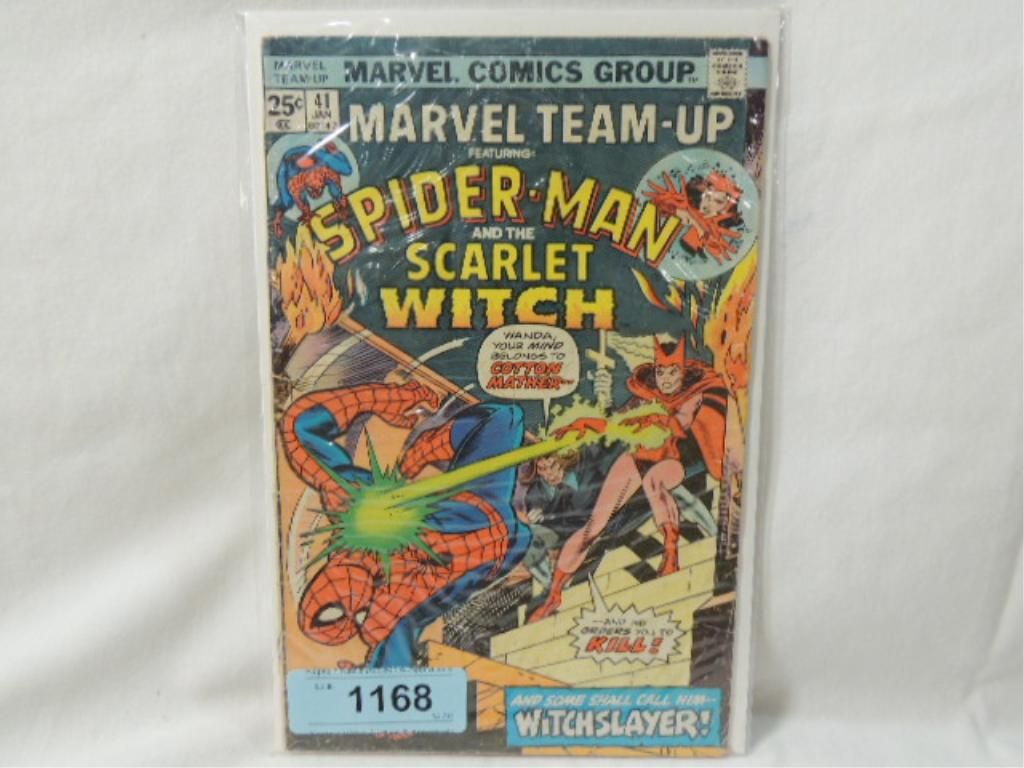 MARVEL TEAM-UP
MARVEL COMICS GROUP
25¢
41
JAN
CC
MARVEL TEAM-UP
FEATURING:
SPIDER-MAN
AND THE
SCARLET
WITCH
WANDA,
YOUR MIND
BELONGS TO
COTTON
MATHER--
--AND HE
ORDERS YOU TO
KILL!
AND SOME SHALL CALL HIM--
WITCHSLAYER!
1168